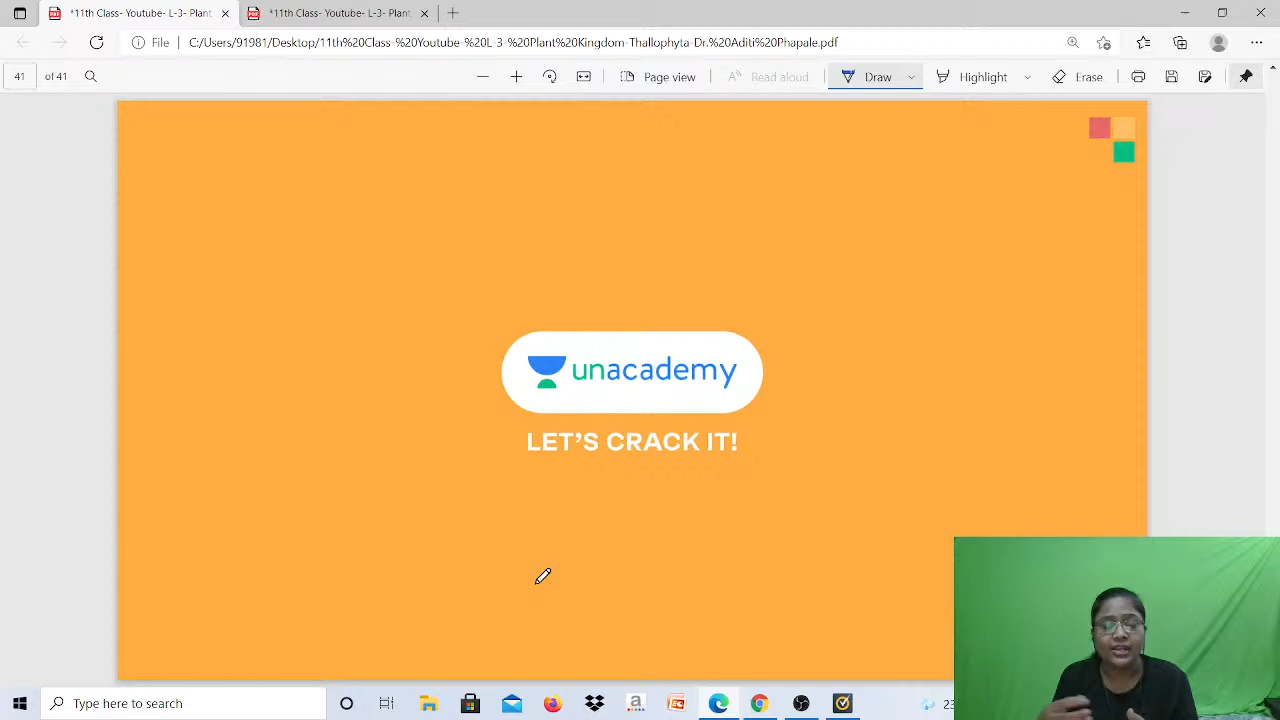 *11th Class- Youtube- L-3- Plant
*11th Class- Youtube- L-3- Plant
File
C:/Users/91981/Desktop/11th%20Class-%20Youtube-%20L-3-%20Plant%20Kingdom-Thallophyta-Dr.%20Aditi%20Phapale.pdf
41 of 41
Page view
Read aloud
Draw
Highlight
Erase
unacademy
LET'S CRACK IT!
Type here to search
23